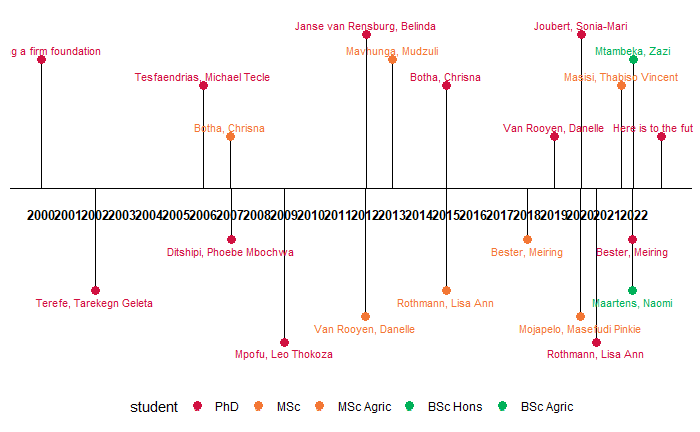 Janse van Rensburg, Belinda
Joubert, Sonia-Mari
g a firm foundation
Mavhunga, Mudzuli
Mtambeka, Zazi
Tesfaendrias, Michael Tecle
Botha, Chrisna
Masisi, Thabiso Vincent
Botha, Chrisna
Van Rooyen, Danelle
Here is to the fut
2000 2001 2002 2003 2004 2005 2006 2007 2008 2009 2010 2011 2012 2013 2014 2015 2016 2017 2018 2019 2020 2021 2022
Ditshipi, Phoebe Mbochwa
Bester, Meiring
Bester, Meiring
Terefe, Tarekegn Geleta
Rothmann, Lisa Ann
Maartens, Naomi
Van Rooyen, Danelle
Mojapelo, Masefudi Pinkie
Mpofu, Leo Thokoza
Rothmann, Lisa Ann
student PhD MSc MSc Agric BSc Hons BSc Agric